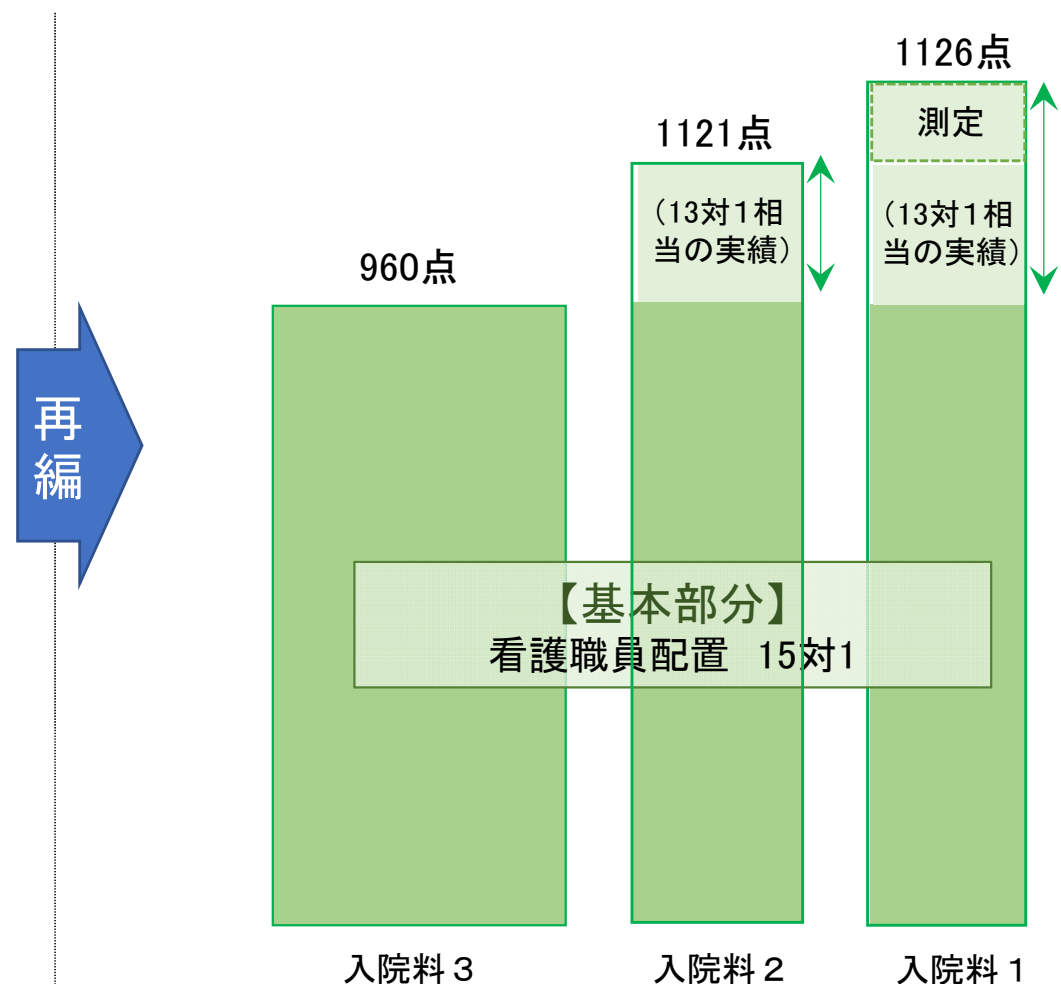 再
編
1126点
測定
1121点
(13対1相
当の実績)
(13対1相
当の実績)
960点
【基本部分】
看護職員配置　15対1
入院料３
入院料２
入院料１